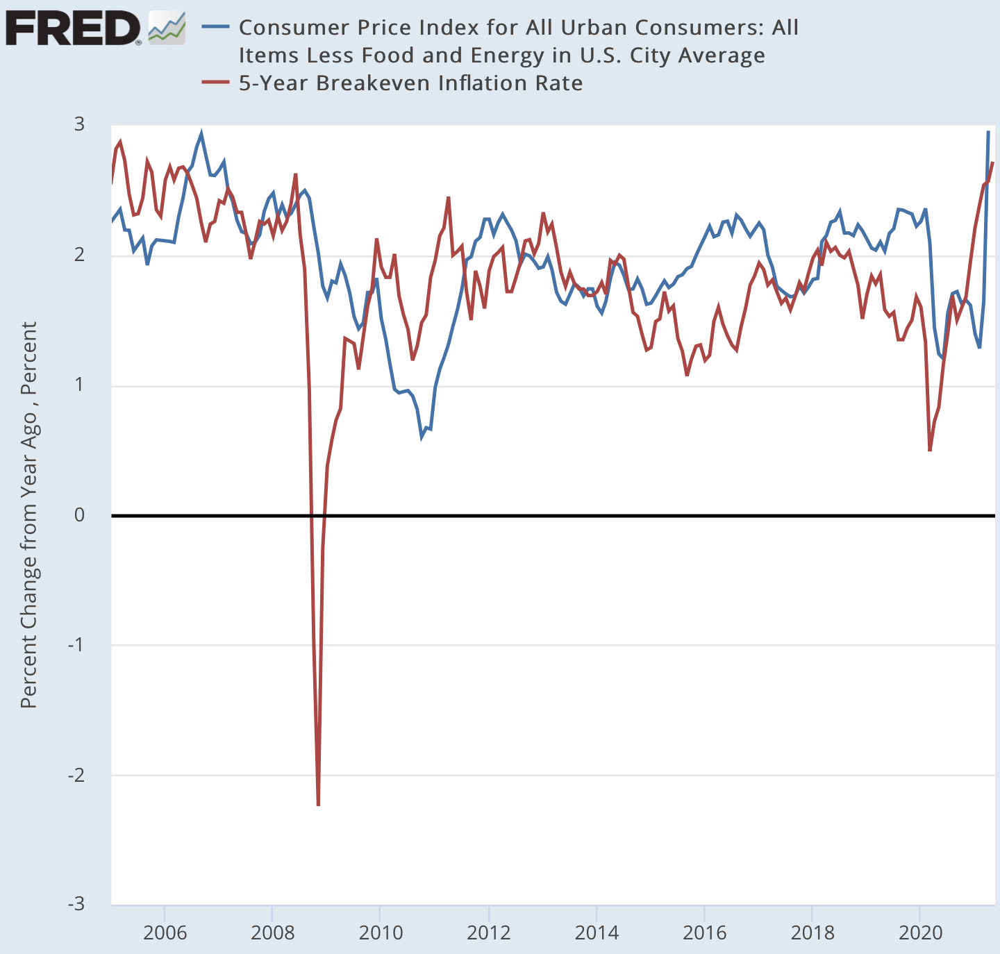 FRED®
Consumer Price Index for All Urban Consumers: All
Items Less Food and Energy in U.S. City Average
5-Year Breakeven Inflation Rate
Percent Change from Year Ago , Percent
3
2
1
0
-1
-2
-3
2006 2008 2010 2012 2014 2016 2018 2020